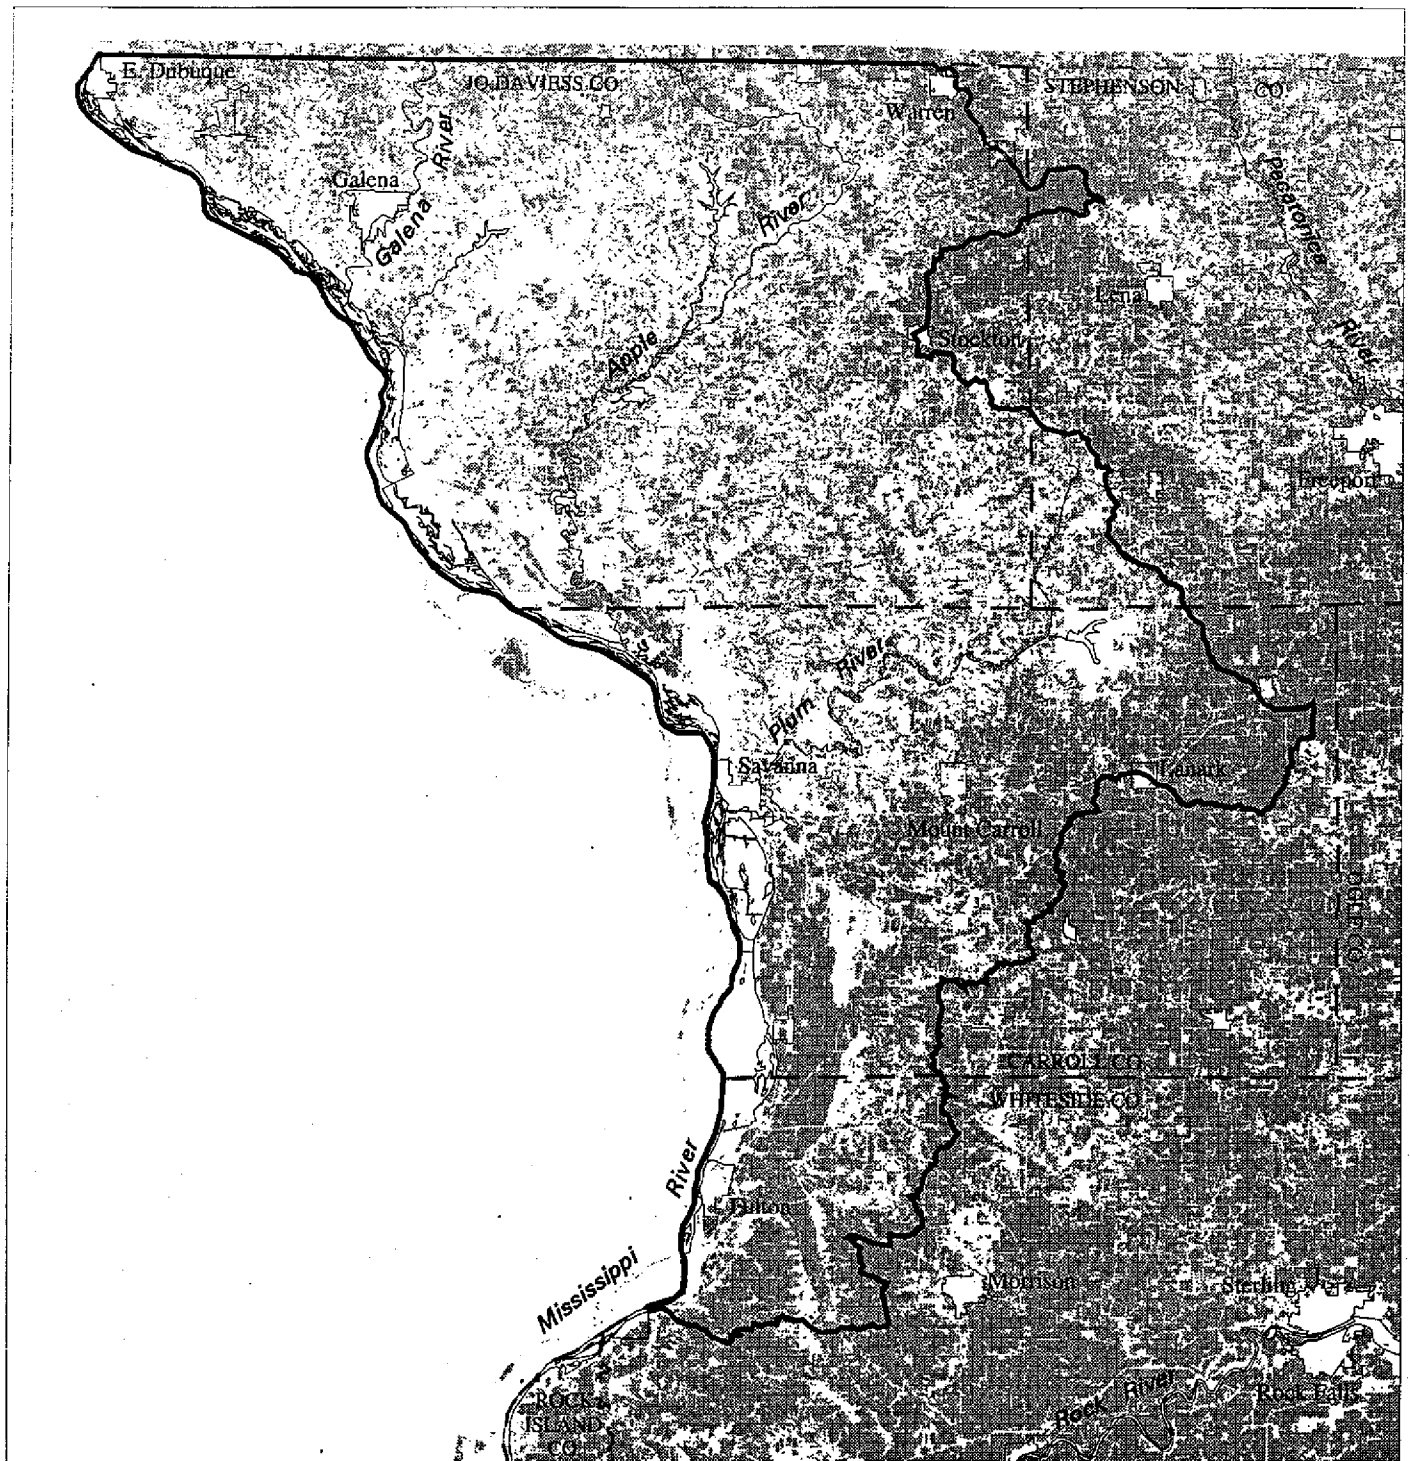 E. Dubuque
JO DAVIESS CO
STEPHENSON
CO
Warren
River
Galena
Galena
River
Pecatonica
River
Lena
Stockton
Apple
Freeport
River
Plum
Savanna
Lanark
Mount Carroll
OGLE CO
CARROLL CO
WHITESIDE CO
River
Fulton
Mississippi
Morrison
Sterling
Rock River
Rock Falls
ROCK
ISLAND
CO